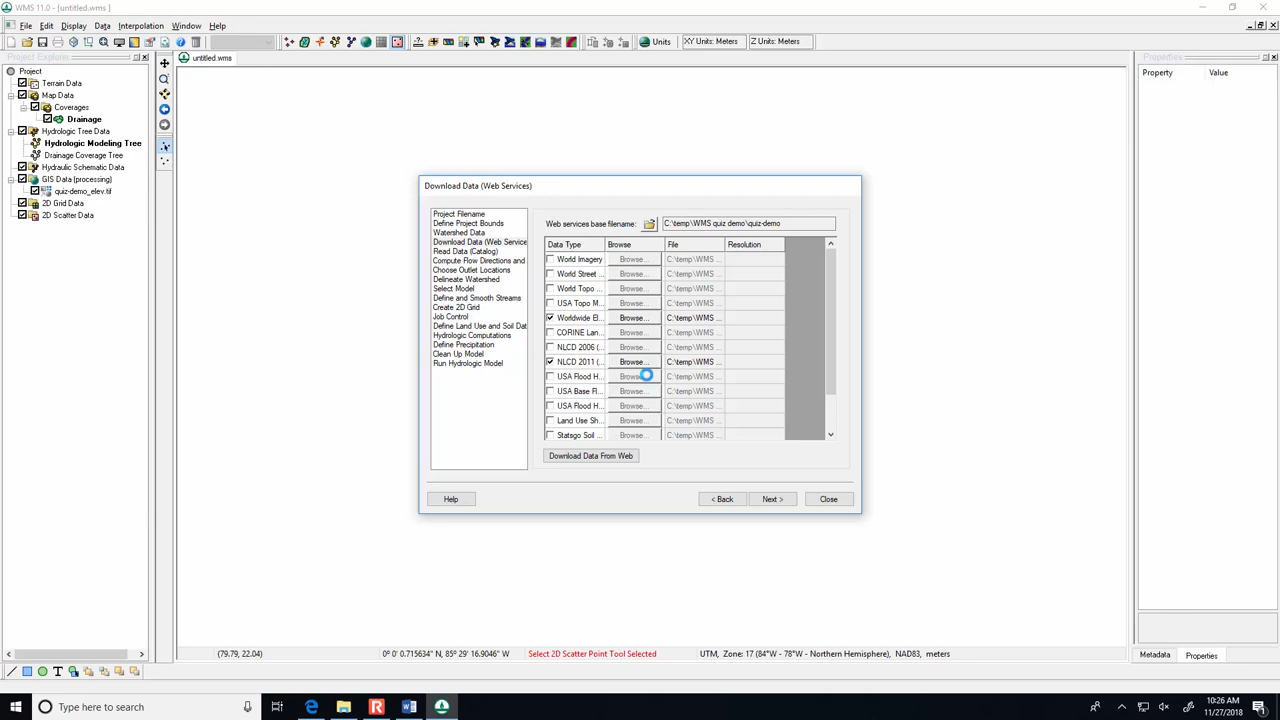 WMS 11.0 - [untitled.wms]
File Edit Display Data Interpolation Window Help
Units XY Units: Meters Z Units: Meters
Project Explorer
untitled.wms
Properties
Project
Terrain Data
Map Data
Coverages
Drainage
Hydrologic Tree Data
Hydrologic Modeling Tree
Drainage Coverage Tree
Hydraulic Schematic Data
GIS Data (processing)
quiz-demo_elev.tif
2D Grid Data
2D Scatter Data
Property Value
Download Data (Web Services)
Project Filename
Define Project Bounds
Watershed Data
Download Data (Web Service
Read Data (Catalog)
Compute Flow Directions and
Choose Outlet Locations
Delineate Watershed
Select Model
Define and Smooth Streams
Create 2D Grid
Job Control
Define Land Use and Soil Dat
Hydrologic Computations
Define Precipitation
Clean Up Model
Run Hydrologic Model
Web services base filename: C:\temp\WMS quiz demo\quiz-demo
Data Type Browse File Resolution
World Imagery Browse... C:\temp\WMS ...
World Street ... Browse... C:\temp\WMS ...
World Topo ... Browse... C:\temp\WMS ...
USA Topo M... Browse... C:\temp\WMS ...
Worldwide El... Browse... C:\temp\WMS ...
CORINE Lan... Browse... C:\temp\WMS ...
NLCD 2006 (... Browse... C:\temp\WMS ...
NLCD 2011 (... Browse... C:\temp\WMS ...
USA Flood H... Browse... C:\temp\WMS ...
USA Base Fl... Browse... C:\temp\WMS ...
USA Flood H... Browse... C:\temp\WMS ...
Land Use Sh... Browse... C:\temp\WMS ...
Statsgo Soil ... Browse... C:\temp\WMS ...
Download Data From Web
Help < Back Next > Close
(79.79, 22.04) 0º 0' 0.715634" N, 85º 29' 16.9046" W Select 2D Scatter Point Tool Selected UTM, Zone: 17 (84°W - 78°W - Northern Hemisphere), NAD83, meters
Metadata Properties
T
Type here to search
10:26 AM
11/27/2018